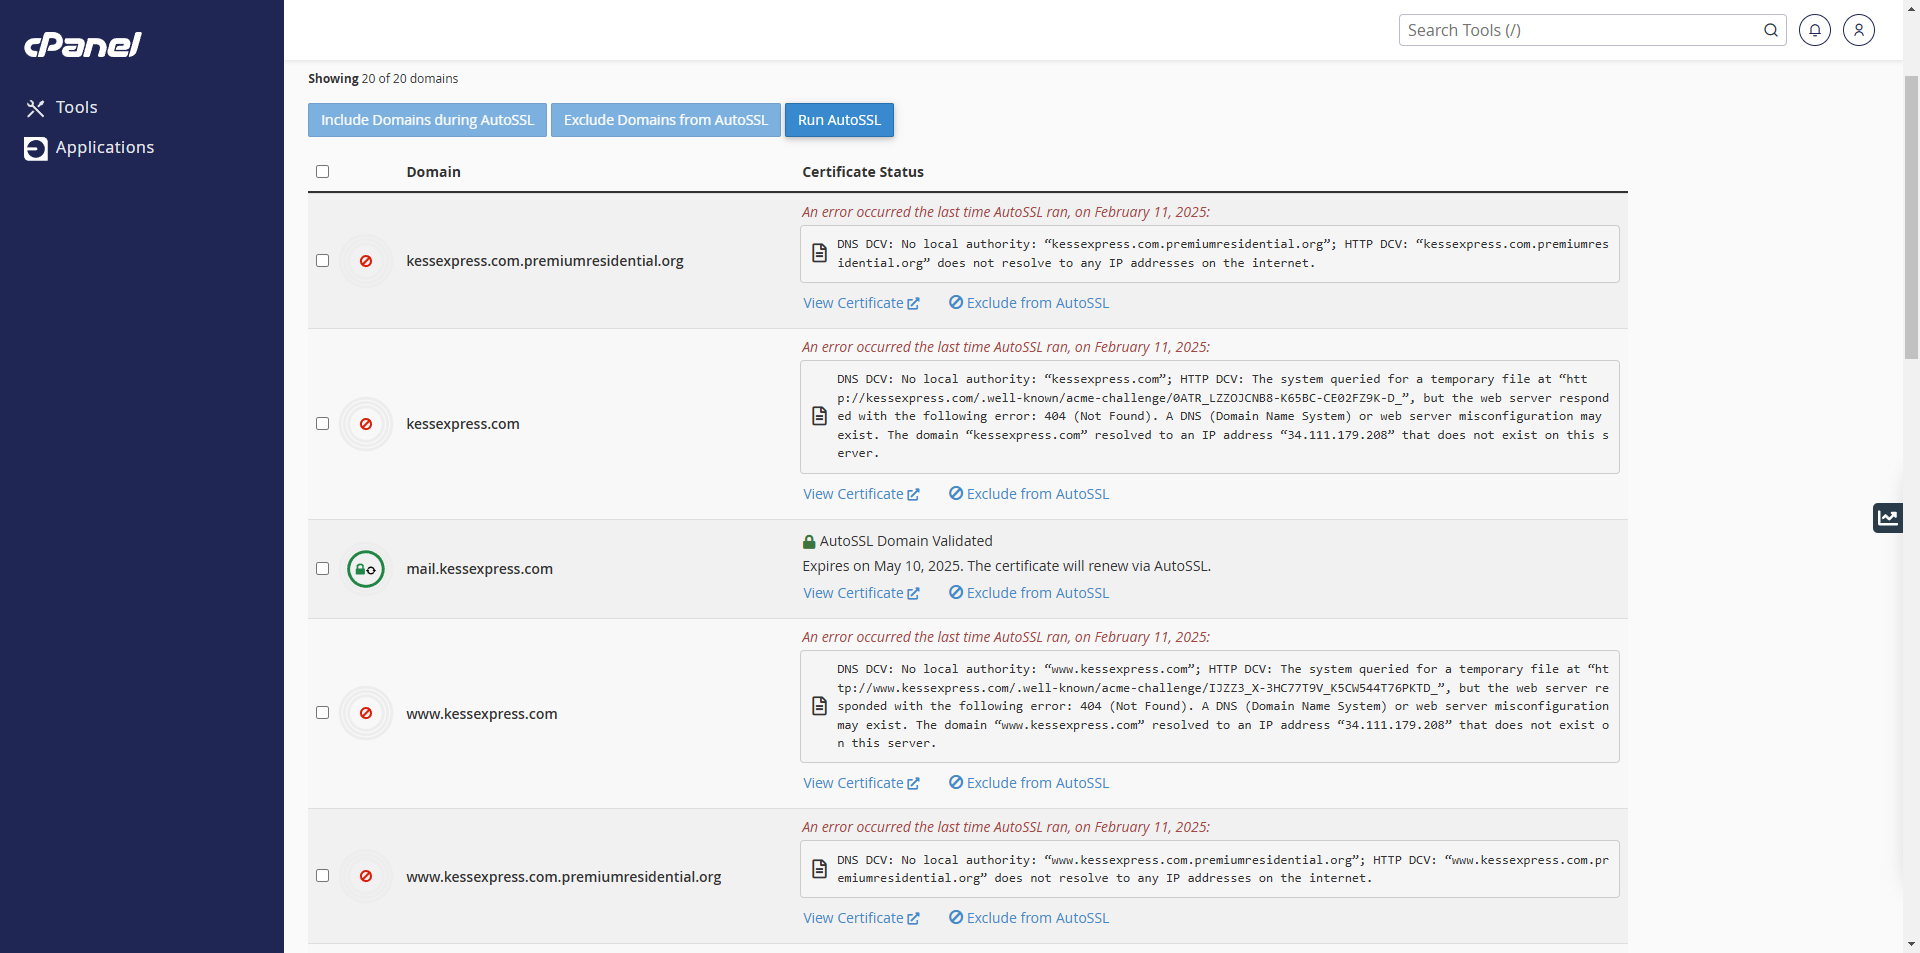 cPanel
Search Tools (/)
Tools
Applications
Showing 20 of 20 domains
Include Domains during AutoSSL
Exclude Domains from AutoSSL
Run AutoSSL
Domain
Certificate Status
An error occurred the last time AutoSSL ran, on February 11, 2025:
kessexpress.com.premiumresidential.org
DNS DCV: No local authority: “kessexpress.com.premiumresidential.org”; HTTP DCV: “kessexpress.com.premiumres
idential.org” does not resolve to any IP addresses on the internet.
View Certificate
Exclude from AutoSSL
An error occurred the last time AutoSSL ran, on February 11, 2025:
kessexpress.com
DNS DCV: No local authority: “kessexpress.com”; HTTP DCV: The system queried for a temporary file at “htt
p://kessexpress.com/.well-known/acme-challenge/0ATR_LZZOJCNB8-K65BC-CE02FZ9K-D_”, but the web server respond
ed with the following error: 404 (Not Found). A DNS (Domain Name System) or web server misconfiguration may
exist. The domain “kessexpress.com” resolved to an IP address “34.111.179.208” that does not exist on this s
erver.
View Certificate
Exclude from AutoSSL
mail.kessexpress.com
AutoSSL Domain Validated
Expires on May 10, 2025. The certificate will renew via AutoSSL.
View Certificate
Exclude from AutoSSL
An error occurred the last time AutoSSL ran, on February 11, 2025:
www.kessexpress.com
DNS DCV: No local authority: “www.kessexpress.com”; HTTP DCV: The system queried for a temporary file at “ht
tp://www.kessexpress.com/.well-known/acme-challenge/IJZZ3_X-3HC77T9V_K5CW544T76PKTD_”, but the web server re
sponded with the following error: 404 (Not Found). A DNS (Domain Name System) or web server misconfiguration
may exist. The domain “www.kessexpress.com” resolved to an IP address “34.111.179.208” that does not exist o
n this server.
View Certificate
Exclude from AutoSSL
An error occurred the last time AutoSSL ran, on February 11, 2025:
www.kessexpress.com.premiumresidential.org
DNS DCV: No local authority: “www.kessexpress.com.premiumresidential.org”; HTTP DCV: “www.kessexpress.com.pr
emiumresidential.org” does not resolve to any IP addresses on the internet.
View Certificate
Exclude from AutoSSL